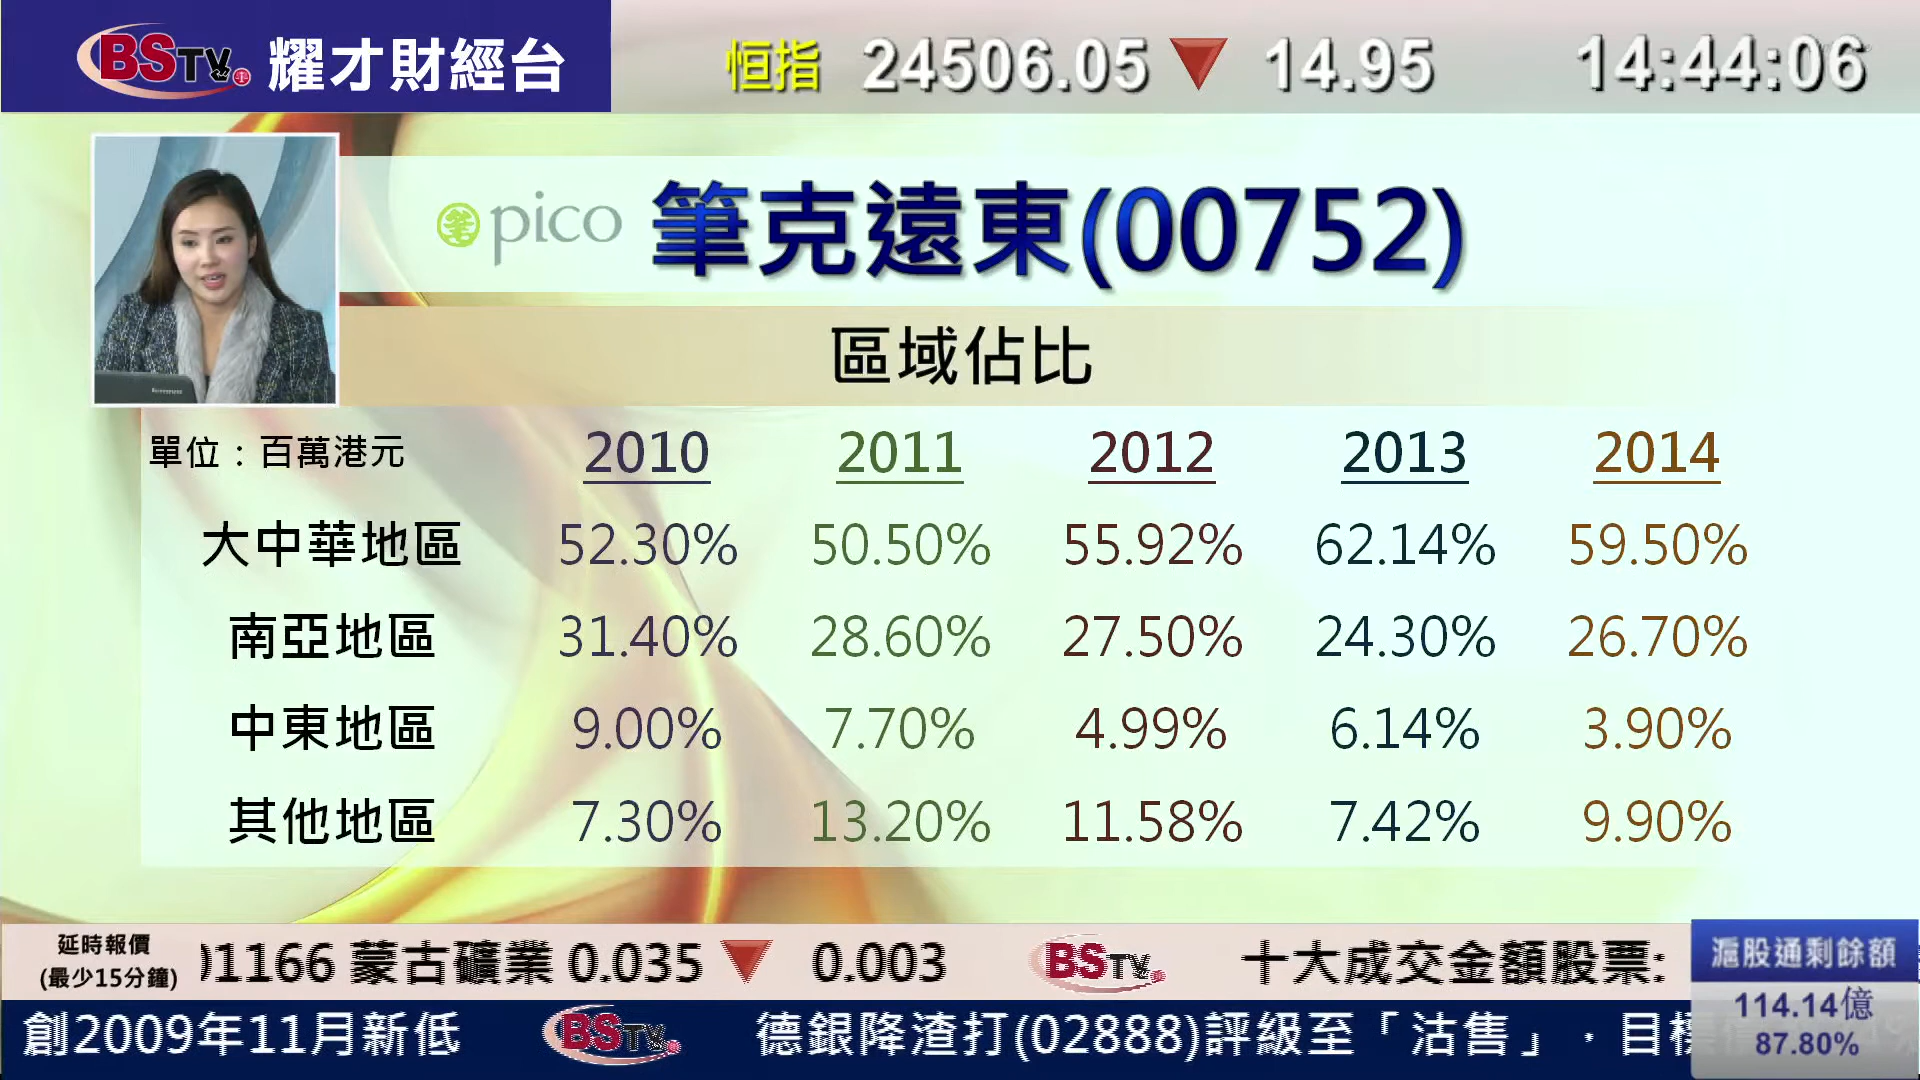 BSTV 耀才財經台
恒指 24506.05 ▼ 14.95 14:44:06
pico 筆克遠東(00752)
區域佔比
單位：百萬港元 2010 2011 2012 2013 2014
大中華地區 52.30% 50.50% 55.92% 62.14% 59.50%
南亞地區 31.40% 28.60% 27.50% 24.30% 26.70%
中東地區 9.00% 7.70% 4.99% 6.14% 3.90%
其他地區 7.30% 13.20% 11.58% 7.42% 9.90%
延時報價
(最少15分鐘)
01166 蒙古礦業 0.035 ▼ 0.003 BSTV 十大成交金額股票:
滬股通剩餘額
114.14億
87.80%
創2009年11月新低 BSTV 德銀降渣打(02888)評級至「沽售」．目標